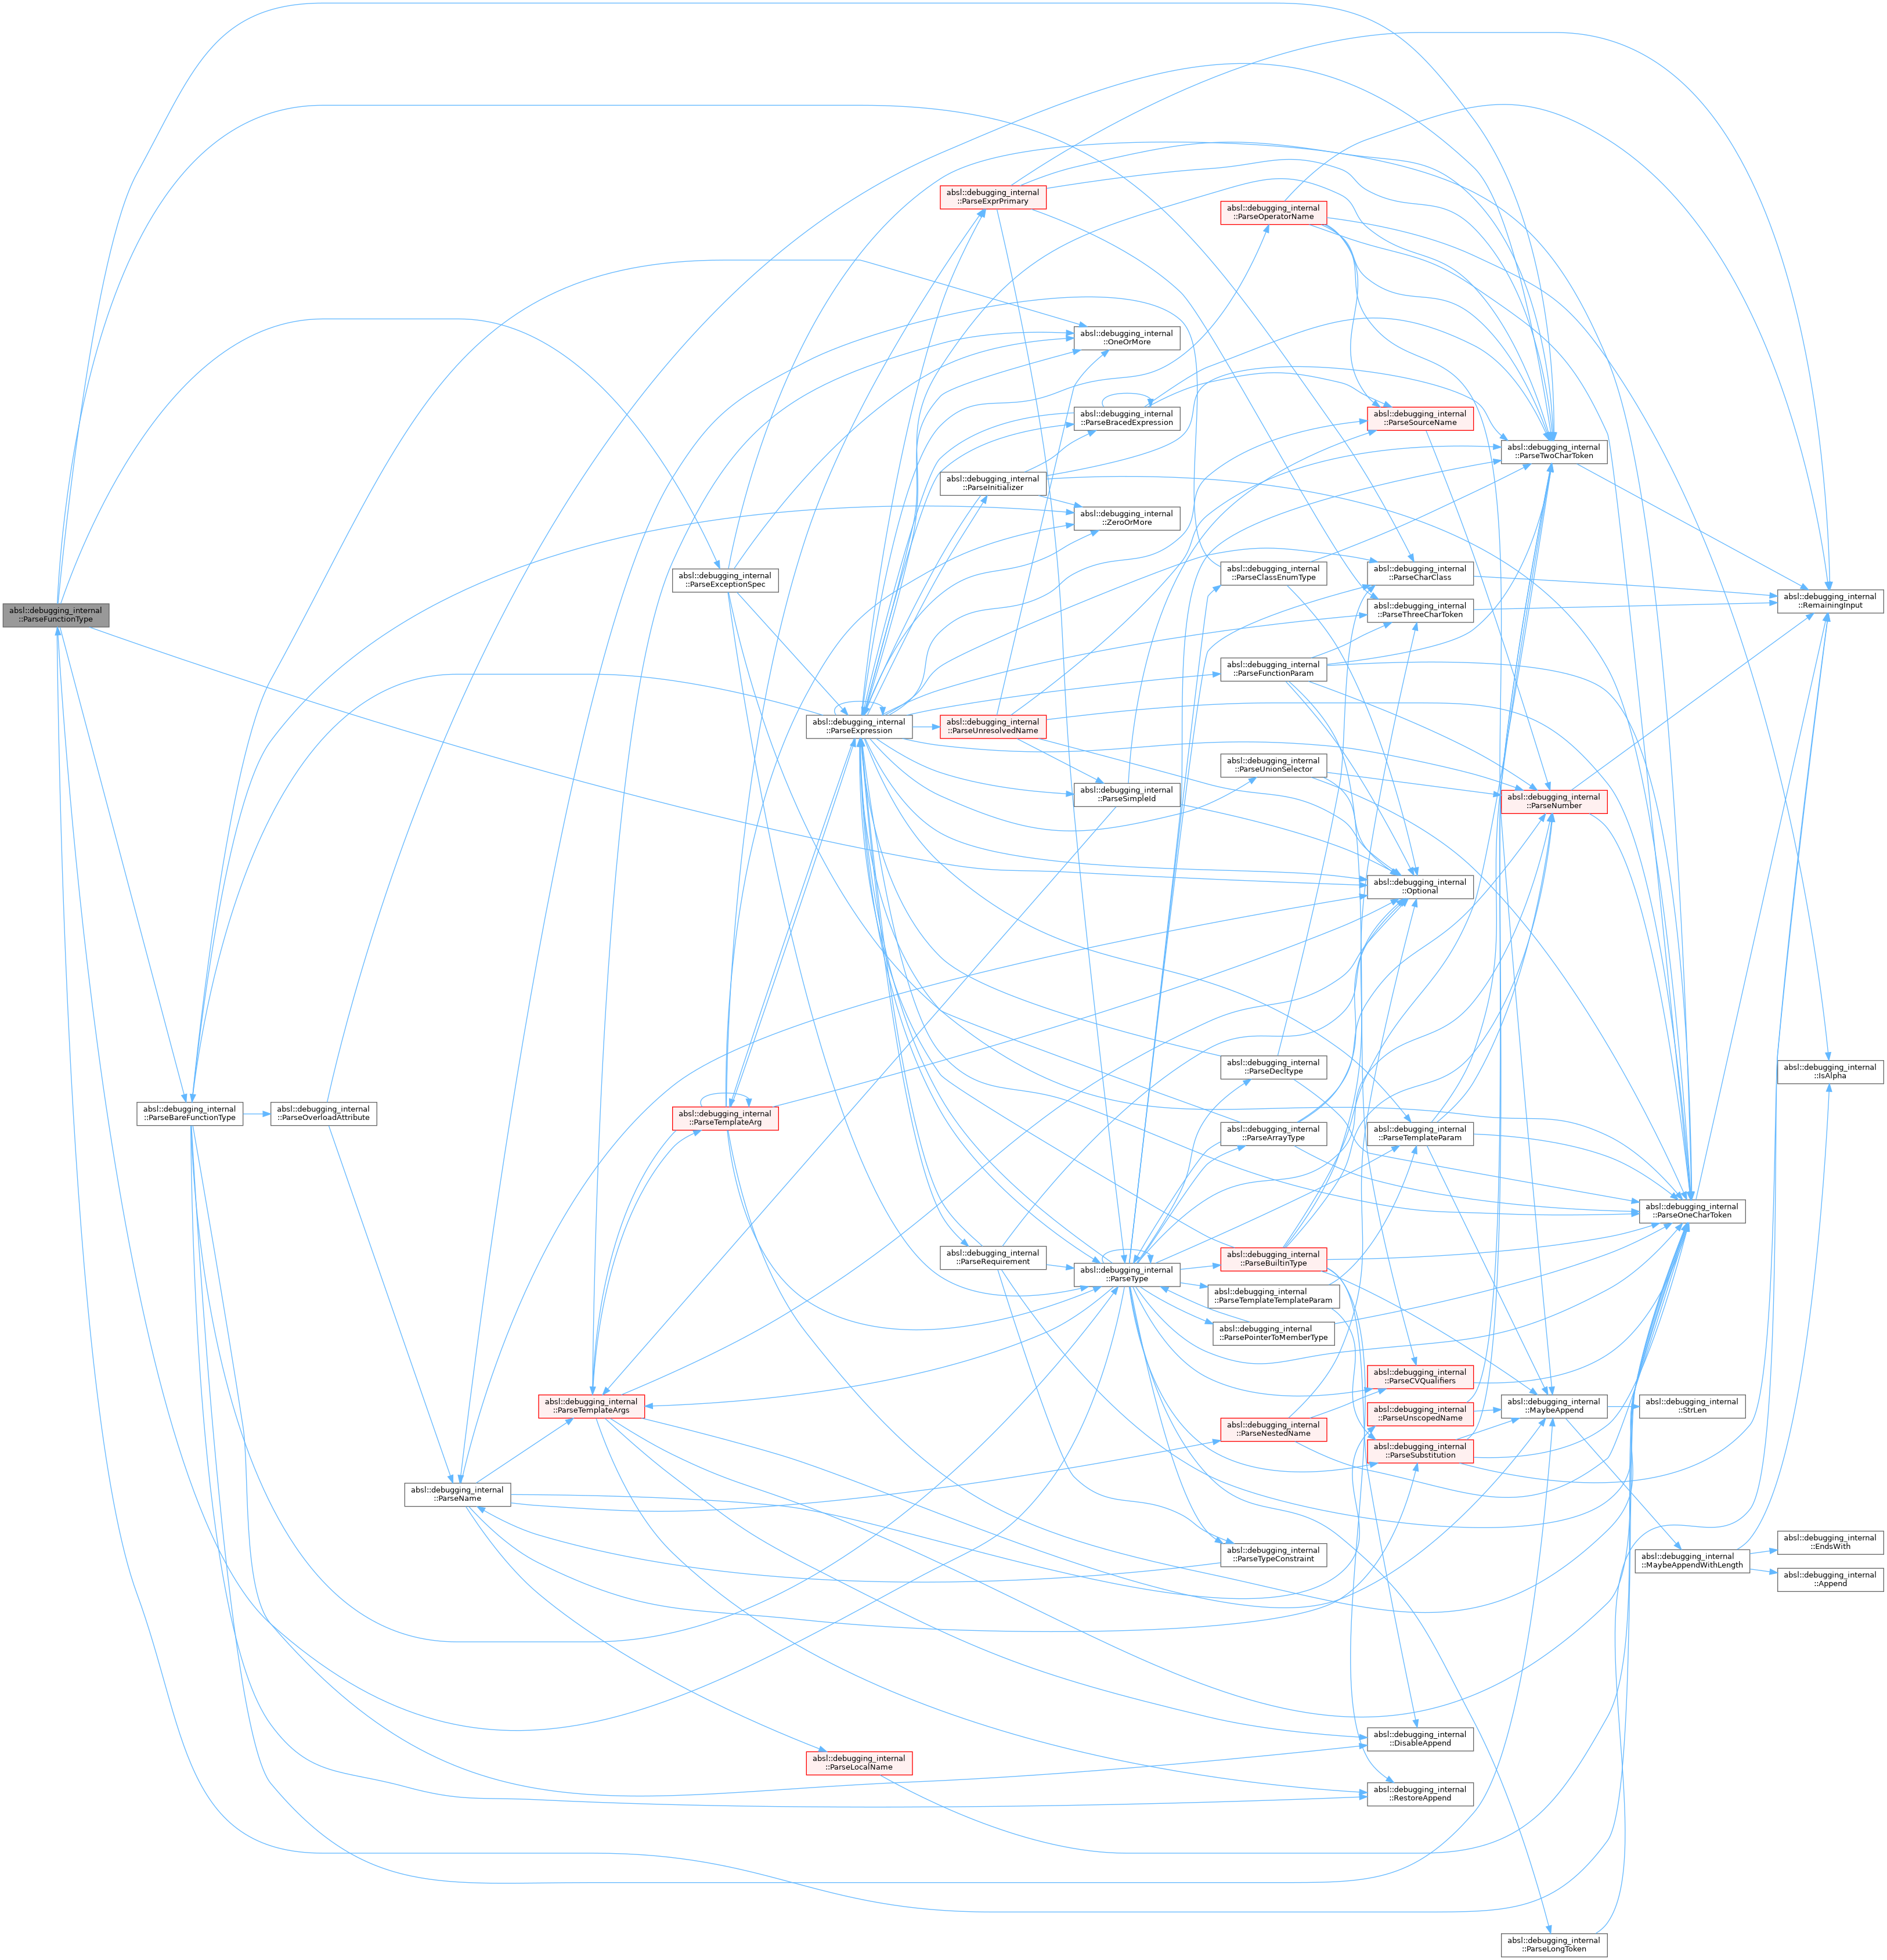 absl::debugging_internal
::ParseFunctionType
absl::debugging_internal
::ParseBareFunctionType
absl::debugging_internal
::ParseOverloadAttribute
absl::debugging_internal
::ParseName
absl::debugging_internal
::ParseTemplateArgs
absl::debugging_internal
::ParseExceptionSpec
absl::debugging_internal
::ParseTemplateArg
absl::debugging_internal
::ParseExpression
absl::debugging_internal
::ParseLocalName
absl::debugging_internal
::ParseExprPrimary
absl::debugging_internal
::ParseInitializer
absl::debugging_internal
::ParseUnresolvedName
absl::debugging_internal
::ParseRequirement
absl::debugging_internal
::OneOrMore
absl::debugging_internal
::ParseBracedExpression
absl::debugging_internal
::ZeroOrMore
absl::debugging_internal
::ParseSimpleId
absl::debugging_internal
::ParseType
absl::debugging_internal
::ParseOperatorName
absl::debugging_internal
::ParseClassEnumType
absl::debugging_internal
::ParseFunctionParam
absl::debugging_internal
::ParseUnionSelector
absl::debugging_internal
::ParseDecltype
absl::debugging_internal
::ParseArrayType
absl::debugging_internal
::ParseBuiltinType
absl::debugging_internal
::ParseTemplateTemplateParam
absl::debugging_internal
::ParsePointerToMemberType
absl::debugging_internal
::ParseNestedName
absl::debugging_internal
::ParseTypeConstraint
absl::debugging_internal
::ParseSourceName
absl::debugging_internal
::ParseCharClass
absl::debugging_internal
::ParseThreeCharToken
absl::debugging_internal
::Optional
absl::debugging_internal
::ParseTemplateParam
absl::debugging_internal
::ParseCVQualifiers
absl::debugging_internal
::ParseUnscopedName
absl::debugging_internal
::ParseSubstitution
absl::debugging_internal
::DisableAppend
absl::debugging_internal
::RestoreAppend
absl::debugging_internal
::ParseTwoCharToken
absl::debugging_internal
::ParseNumber
absl::debugging_internal
::ParseOneCharToken
absl::debugging_internal
::MaybeAppend
absl::debugging_internal
::ParseLongToken
absl::debugging_internal
::MaybeAppendWithLength
absl::debugging_internal
::RemainingInput
absl::debugging_internal
::IsAlpha
absl::debugging_internal
::StrLen
absl::debugging_internal
::EndsWith
absl::debugging_internal
::Append